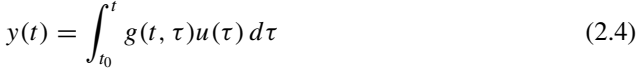 y(t) = ∫_{t_0}^{t} g(t, τ)u(τ) dτ (2.4)